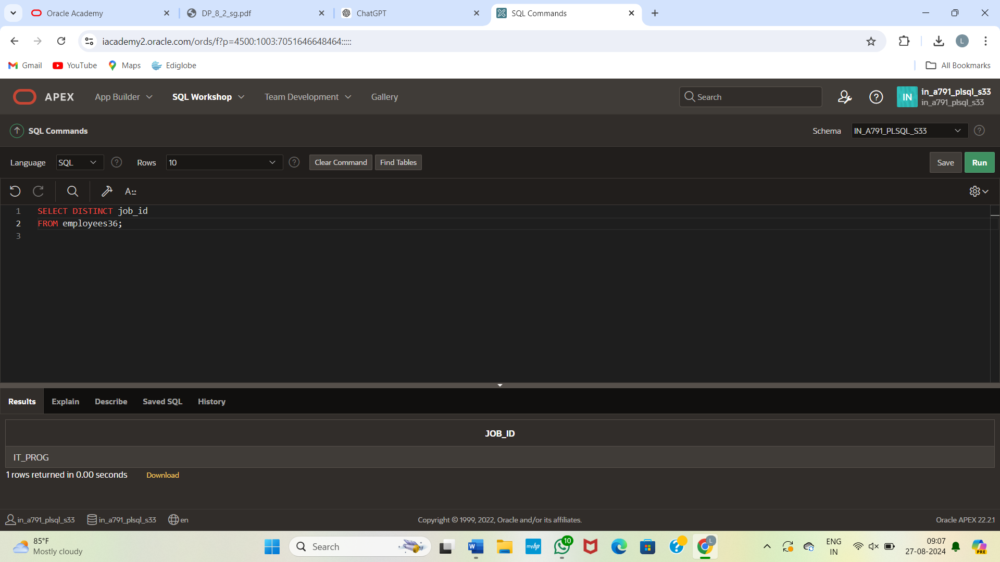 Oracle Academy
DP_8_2_sg.pdf
ChatGPT
SQL Commands
iacademy2.oracle.com/ords/f?p=4500:1003:7051646648464:::::
L
Gmail
YouTube
Maps
Ediglobe
All Bookmarks
APEX
App Builder
SQL Workshop
Team Development
Gallery
Search
IN
in_a791_plsql_s33
in_a791_plsql_s33
SQL Commands
Schema
IN_A791_PLSQL_S33
Language
SQL
Rows
10
Clear Command
Find Tables
Save
Run
A::
1 SELECT DISTINCT job_id
2 FROM employees36;
3
Results
Explain
Describe
Saved SQL
History
JOB_ID
IT_PROG
1 rows returned in 0.00 seconds
Download
in_a791_plsql_s33
in_a791_plsql_s33
en
Copyright © 1999, 2022, Oracle and/or its affiliates.
Oracle APEX 22.2.1
85°F
Mostly cloudy
Search
W
myhp
10
L
ENG
IN
09:07
27-08-2024
PRE